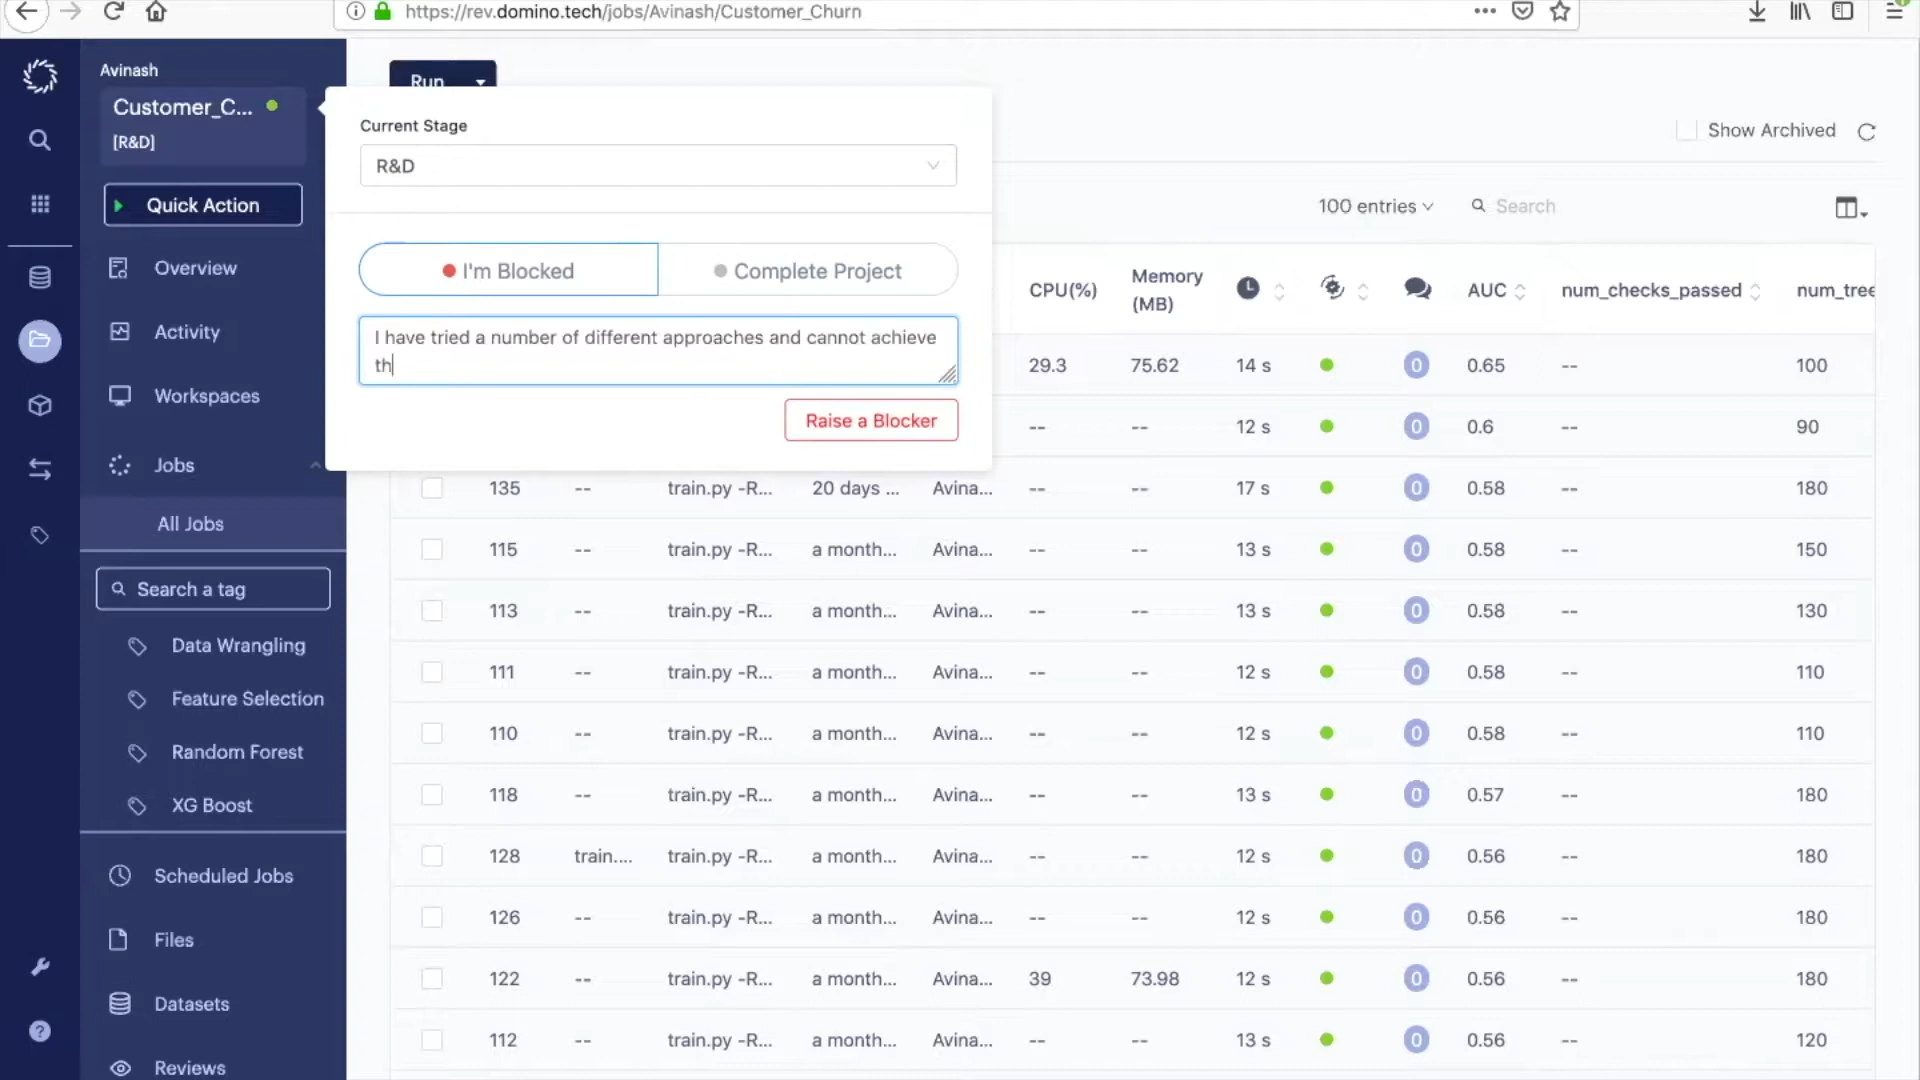 https://rev.domino.tech/jobs/Avinash/Customer_Churn
Avinash
Customer_C...
[R&D]
Quick Action
Overview
Activity
Workspaces
Jobs
All Jobs
Search a tag
Data Wrangling
Feature Selection
Random Forest
XG Boost
Scheduled Jobs
Files
Datasets
Reviews
Run
Current Stage
R&D
I'm Blocked Complete Project
I have tried a number of different approaches and cannot achieve
th
Raise a Blocker
Show Archived
100 entries Search
CPU(%) Memory (MB) AUC num_checks_passed num_tree
29.3 75.62 14 s 0 0.65 -- 100
-- -- 12 s 0 0.6 -- 90
135 -- train.py -R... 20 days ... Avina... -- -- 17 s 0 0.58 -- 180
115 -- train.py -R... a month... Avina... -- -- 13 s 0 0.58 -- 150
113 -- train.py -R... a month... Avina... -- -- 13 s 0 0.58 -- 130
111 -- train.py -R... a month... Avina... -- -- 12 s 0 0.58 -- 110
110 -- train.py -R... a month... Avina... -- -- 12 s 0 0.58 -- 110
118 -- train.py -R... a month... Avina... -- -- 13 s 0 0.57 -- 180
128 train.... train.py -R... a month... Avina... -- -- 12 s 0 0.56 -- 180
126 -- train.py -R... a month... Avina... -- -- 12 s 0 0.56 -- 180
122 -- train.py -R... a month... Avina... 39 73.98 12 s 0 0.56 -- 180
112 -- train.py -R... a month... Avina... -- -- 13 s 0 0.56 -- 120